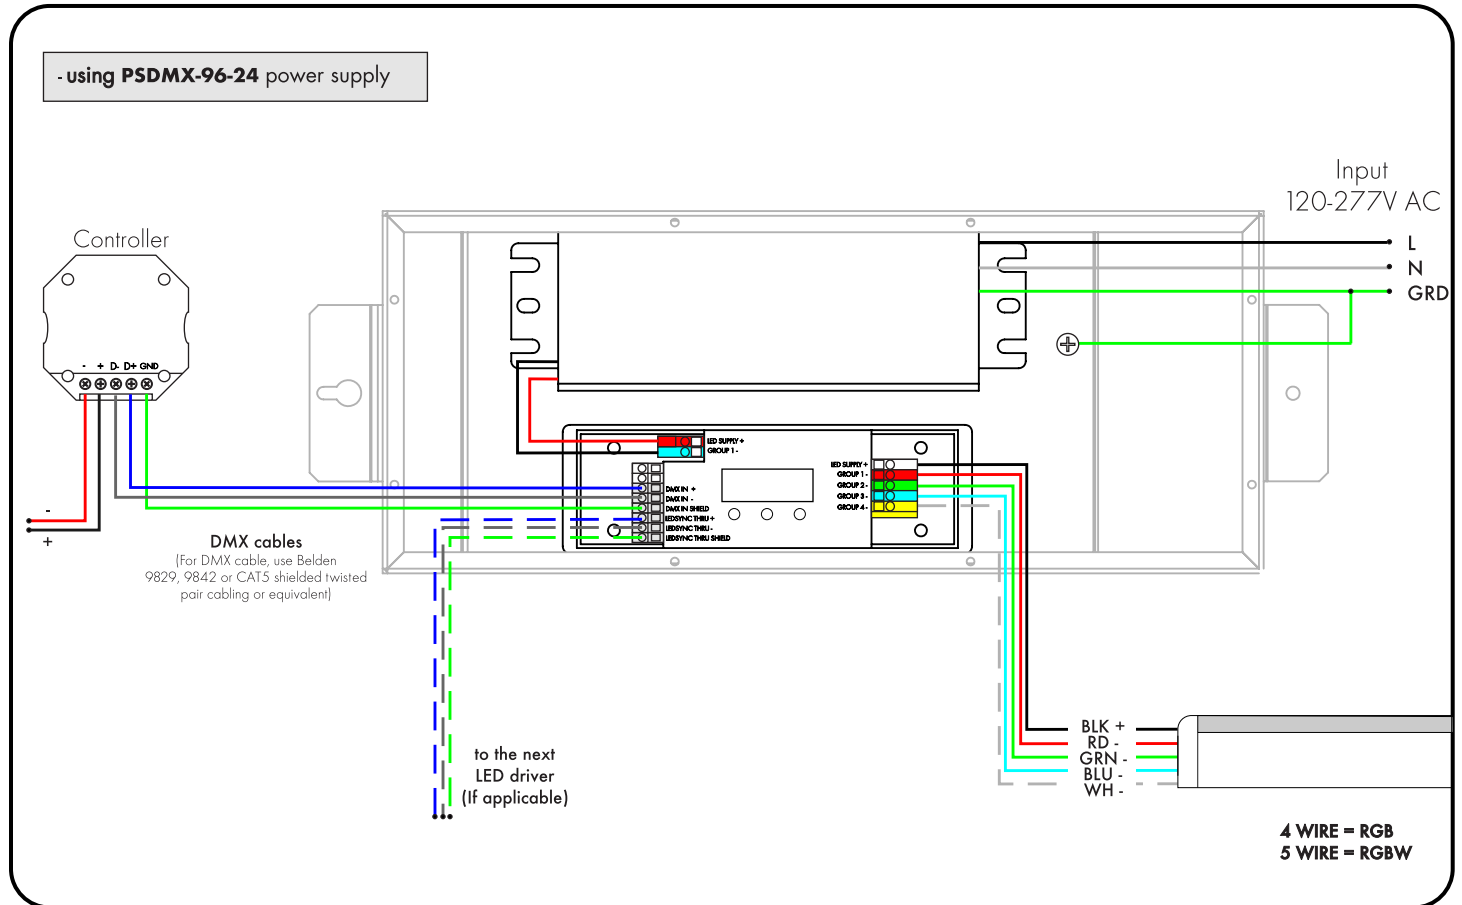 - using PSDMX-96-24 power supply
Input
120-277V AC
L
N
GRD
Controller
- + D- D+ GND
LED SUPPLY +
GROUP 1 -
DMX IN +
DMX IN -
DMX IN SHIELD
LEDSYNC THRU +
LEDSYNC THRU -
LEDSYNC THRU SHIELD
LED SUPPLY +
GROUP 1 -
GROUP 2 -
GROUP 3 -
GROUP 4 -
-
+
DMX cables
(For DMX cable, use Belden
9829, 9842 or CAT5 shielded twisted
pair cabling or equivalent)
to the next
LED driver
(If applicable)
BLK +
RD -
GRN -
BLU -
WH -
4 WIRE = RGB
5 WIRE = RGBW